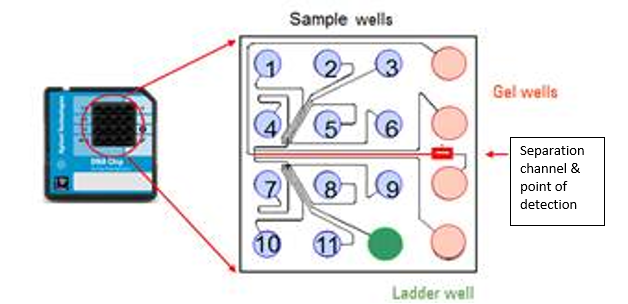 Sample wells
1 2 3
Gel wells
4 5 6
Separation
channel &
point of
detection
7 8 9
10 11
Ladder well
Agilent Technologies
DNA Chip